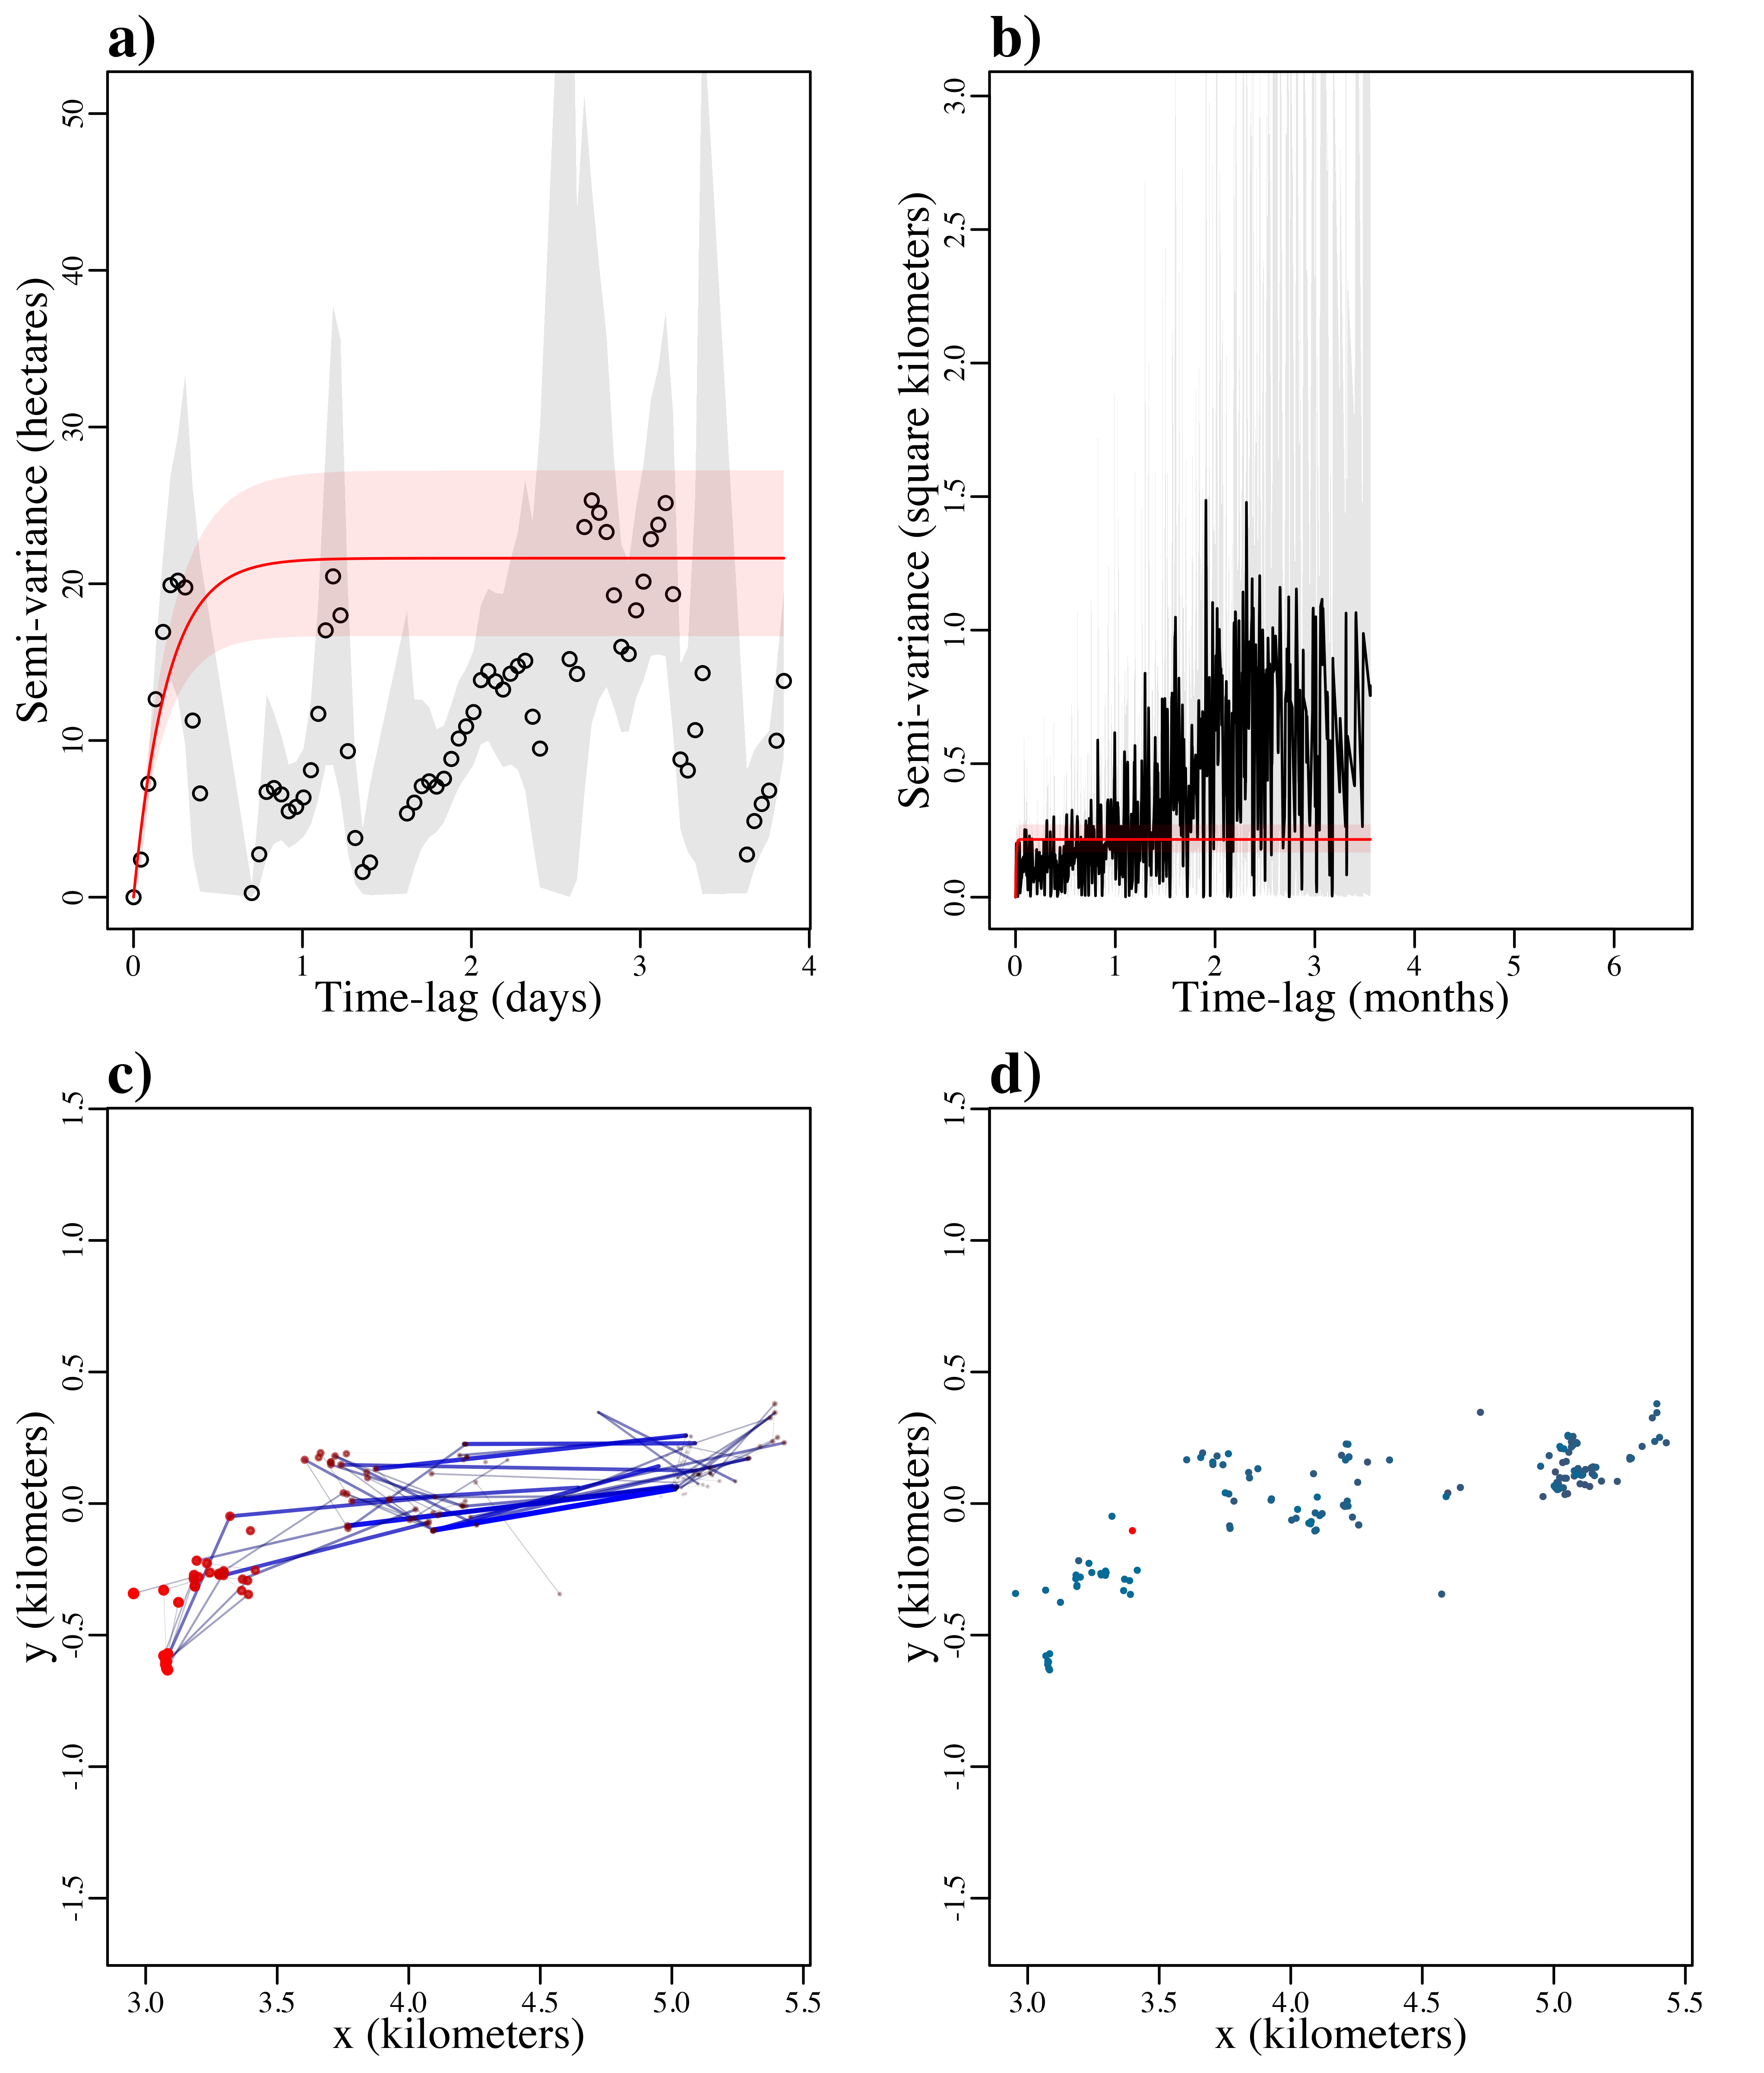 a)
Semi-variance (hectares)
50
40
30
20
10
0
0 1 2 3 4
Time-lag (days)
b)
Semi-variance (square kilometers)
3.0
2.5
2.0
1.5
1.0
0.5
0.0
0 1 2 3 4 5 6
Time-lag (months)
c)
y (kilometers)
1.5
1.0
0.5
0.0
-0.5
-1.0
-1.5
3.0 3.5 4.0 4.5 5.0 5.5
x (kilometers)
d)
y (kilometers)
1.5
1.0
0.5
0.0
-0.5
-1.0
-1.5
3.0 3.5 4.0 4.5 5.0 5.5
x (kilometers)